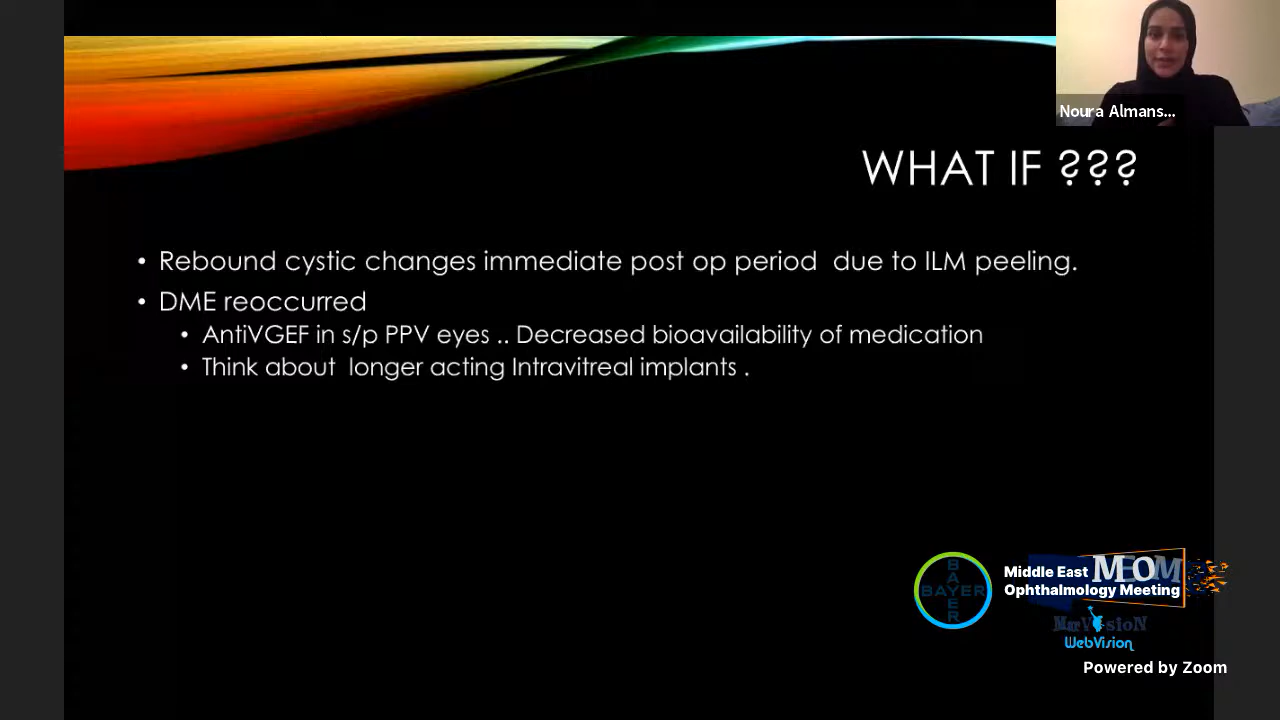 Noura Almans...
WHAT IF ???
• Rebound cystic changes immediate post op period due to ILM peeling.
• DME reoccurred
• AntiVGEF in s/p PPV eyes .. Decreased bioavailability of medication
• Think about longer acting Intravitreal implants .
BAYER
BAYER
Middle East MEOM
Ophthalmology Meeting
WebVision
Powered by Zoom